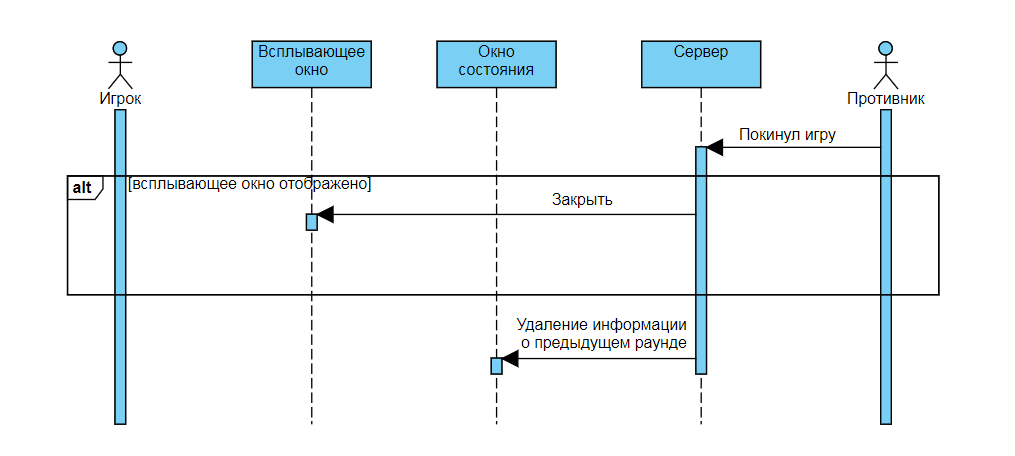 Всплывающее
окно
Окно
состояния
Сервер
Игрок
Противник
Покинул игру
alt
[всплывающее окно отображено]
Закрыть
Удаление информации
о предыдущем раунде